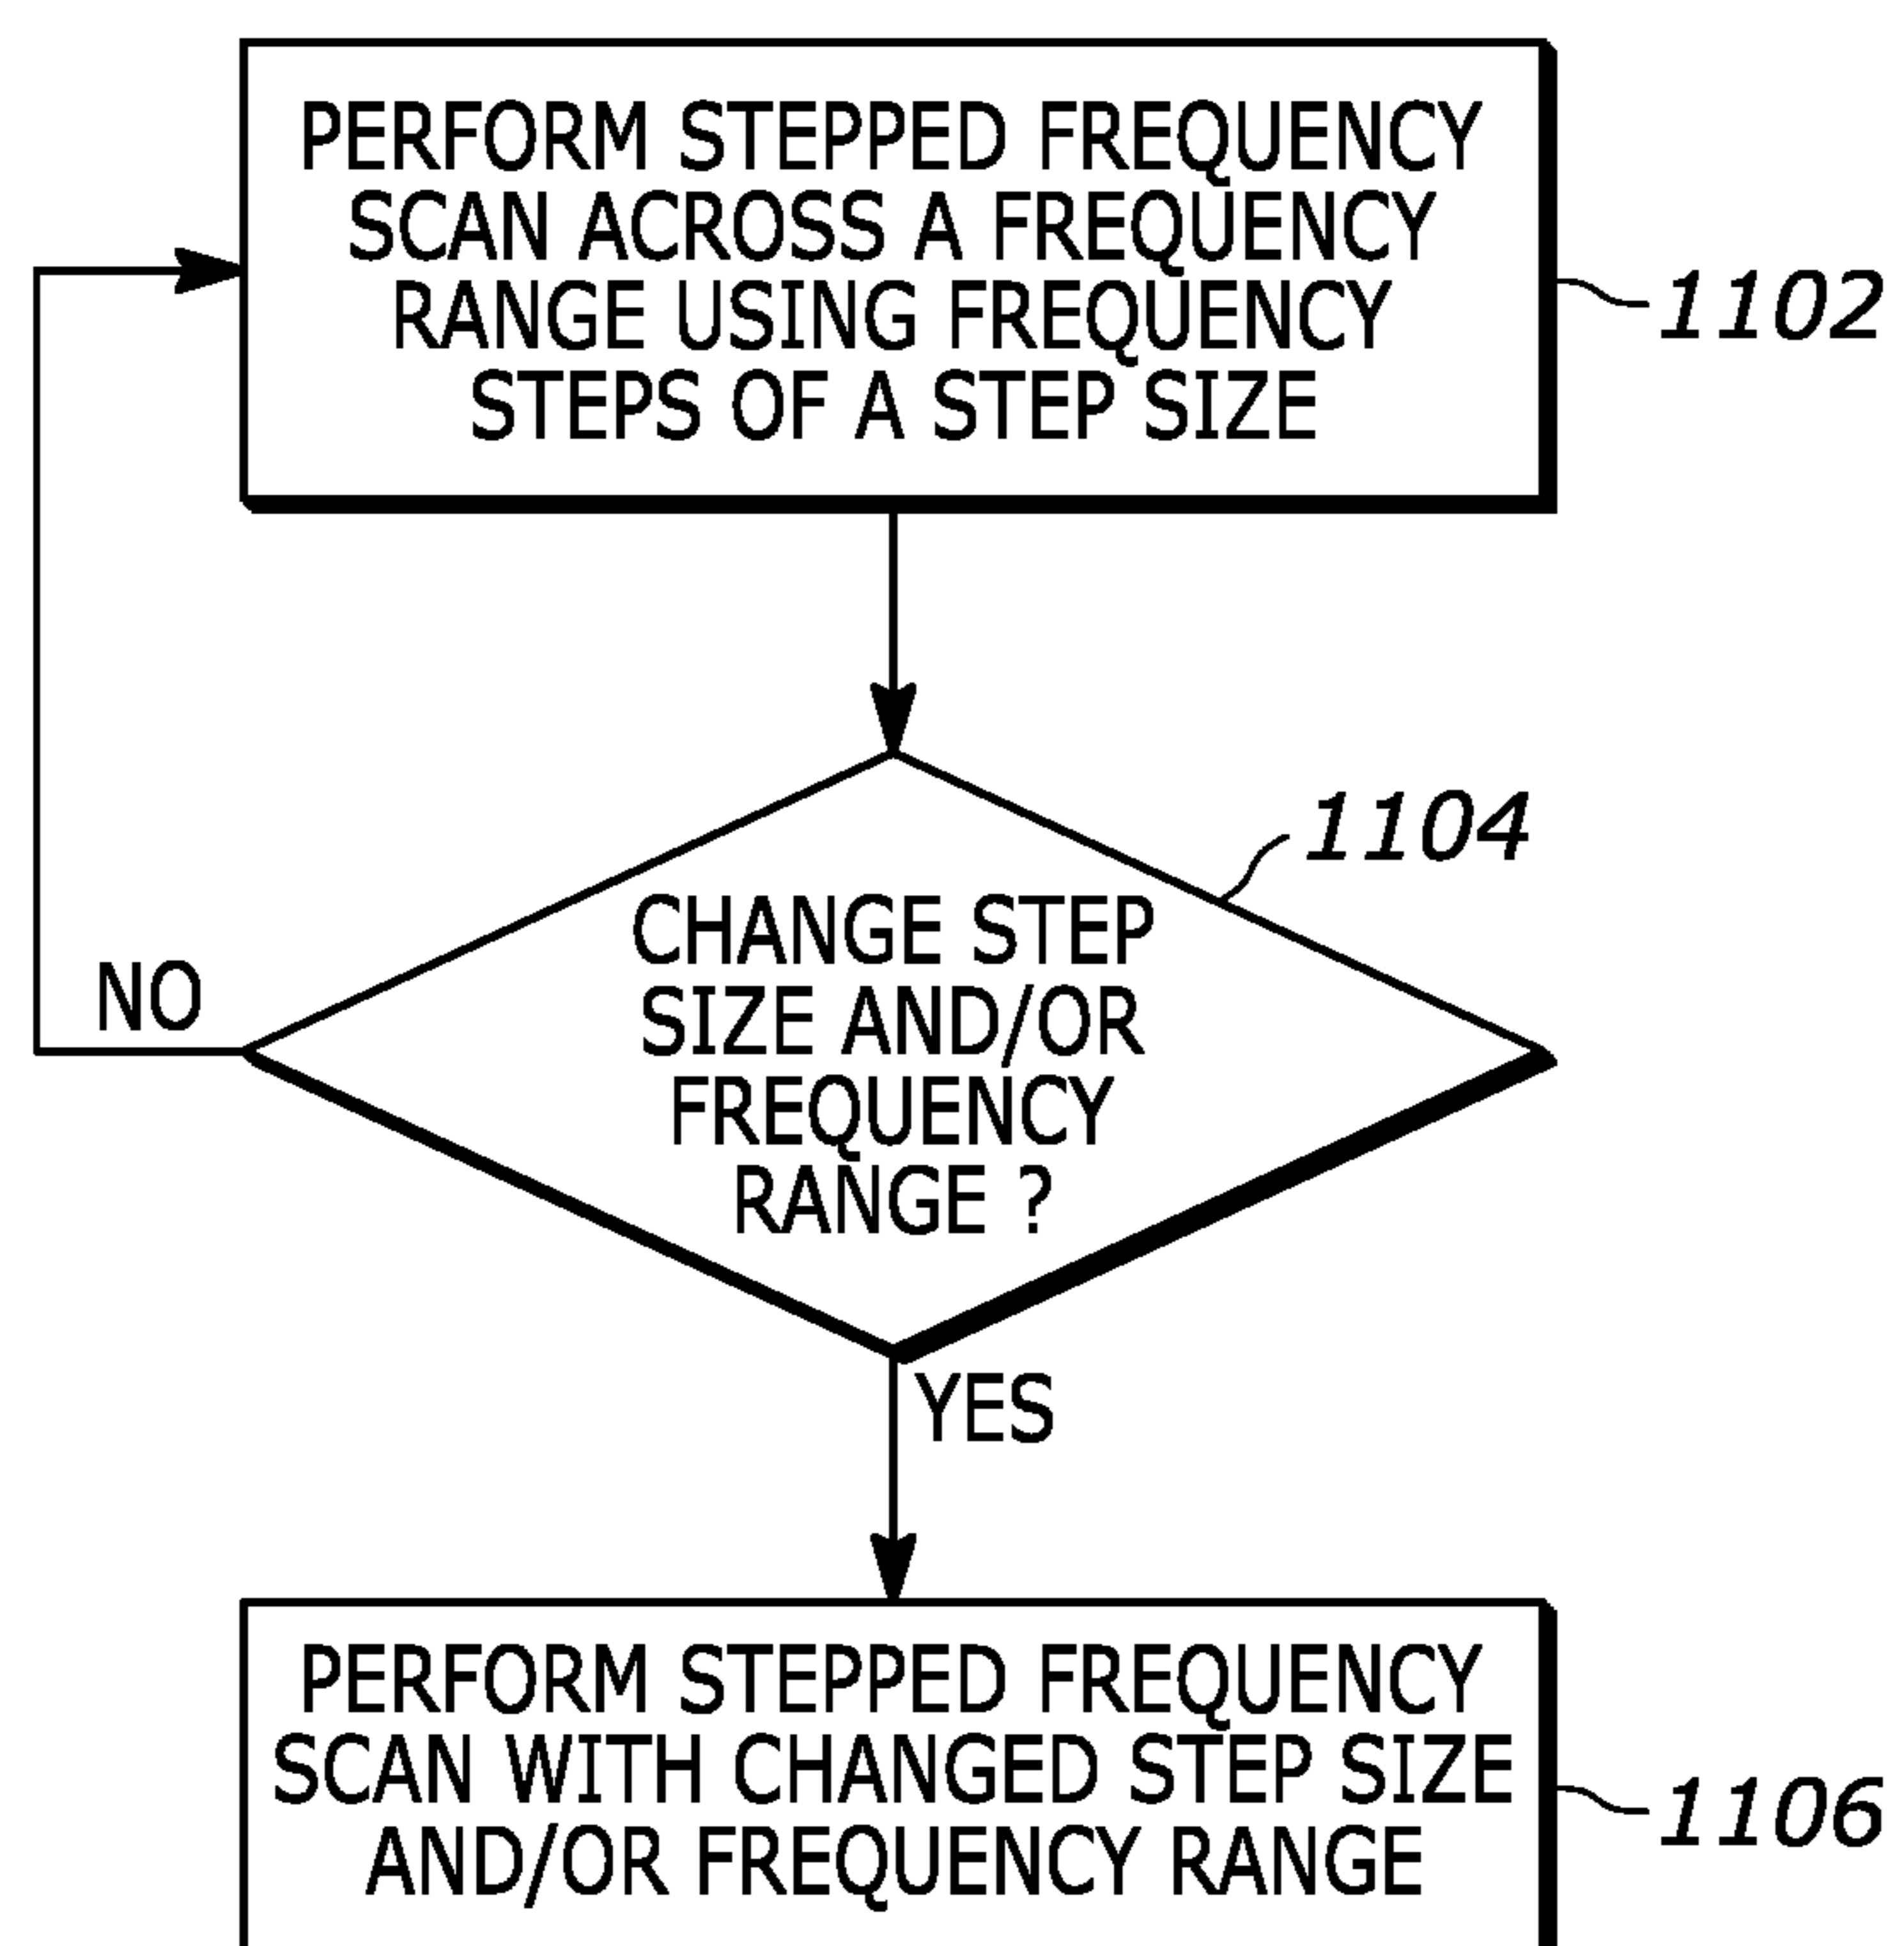 PERFORM STEPPED FREQUENCY
SCAN ACROSS A FREQUENCY
RANGE USING FREQUENCY
STEPS OF A STEP SIZE
1102
1104
CHANGE STEP
SIZE AND/OR
FREQUENCY
RANGE ?
NO
YES
PERFORM STEPPED FREQUENCY
SCAN WITH CHANGED STEP SIZE
AND/OR FREQUENCY RANGE
1106